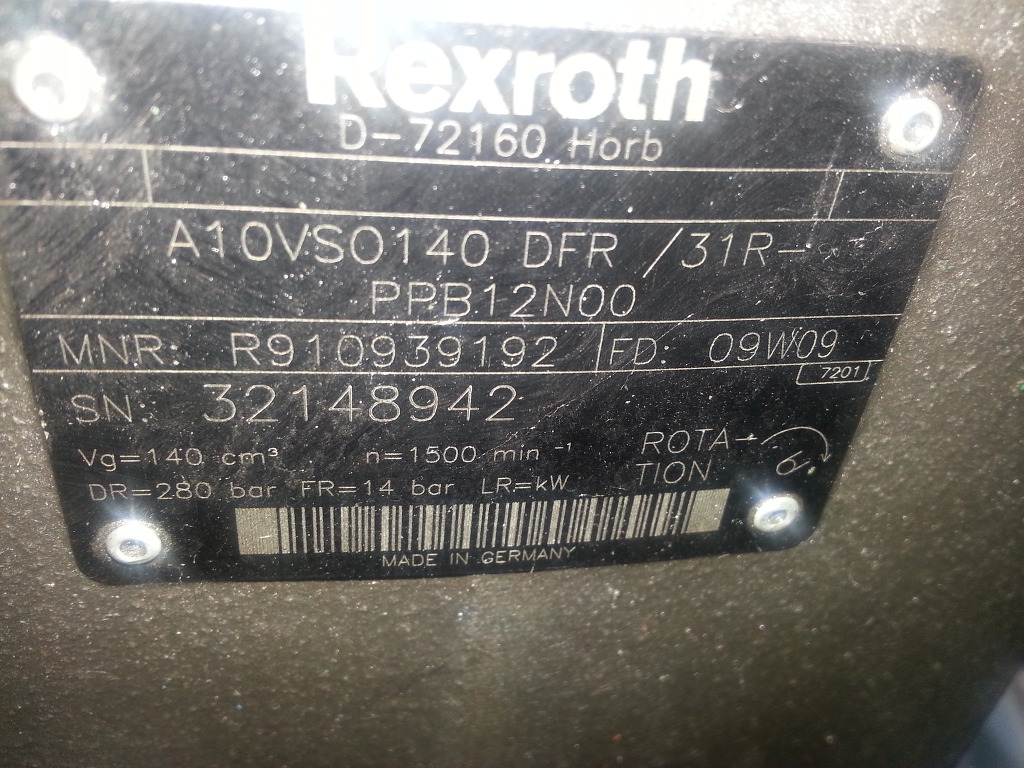 Rexroth
D-72160 Horb
A10VSO140 DFR /31R-
PPB12N00
MNR: R910939192 FD: 09W09
7201
SN: 32148942
Vg=140 cm³ n=1500 min⁻¹
ROTA-
TION
DR=280 bar FR=14 bar LR=kW
MADE IN GERMANY